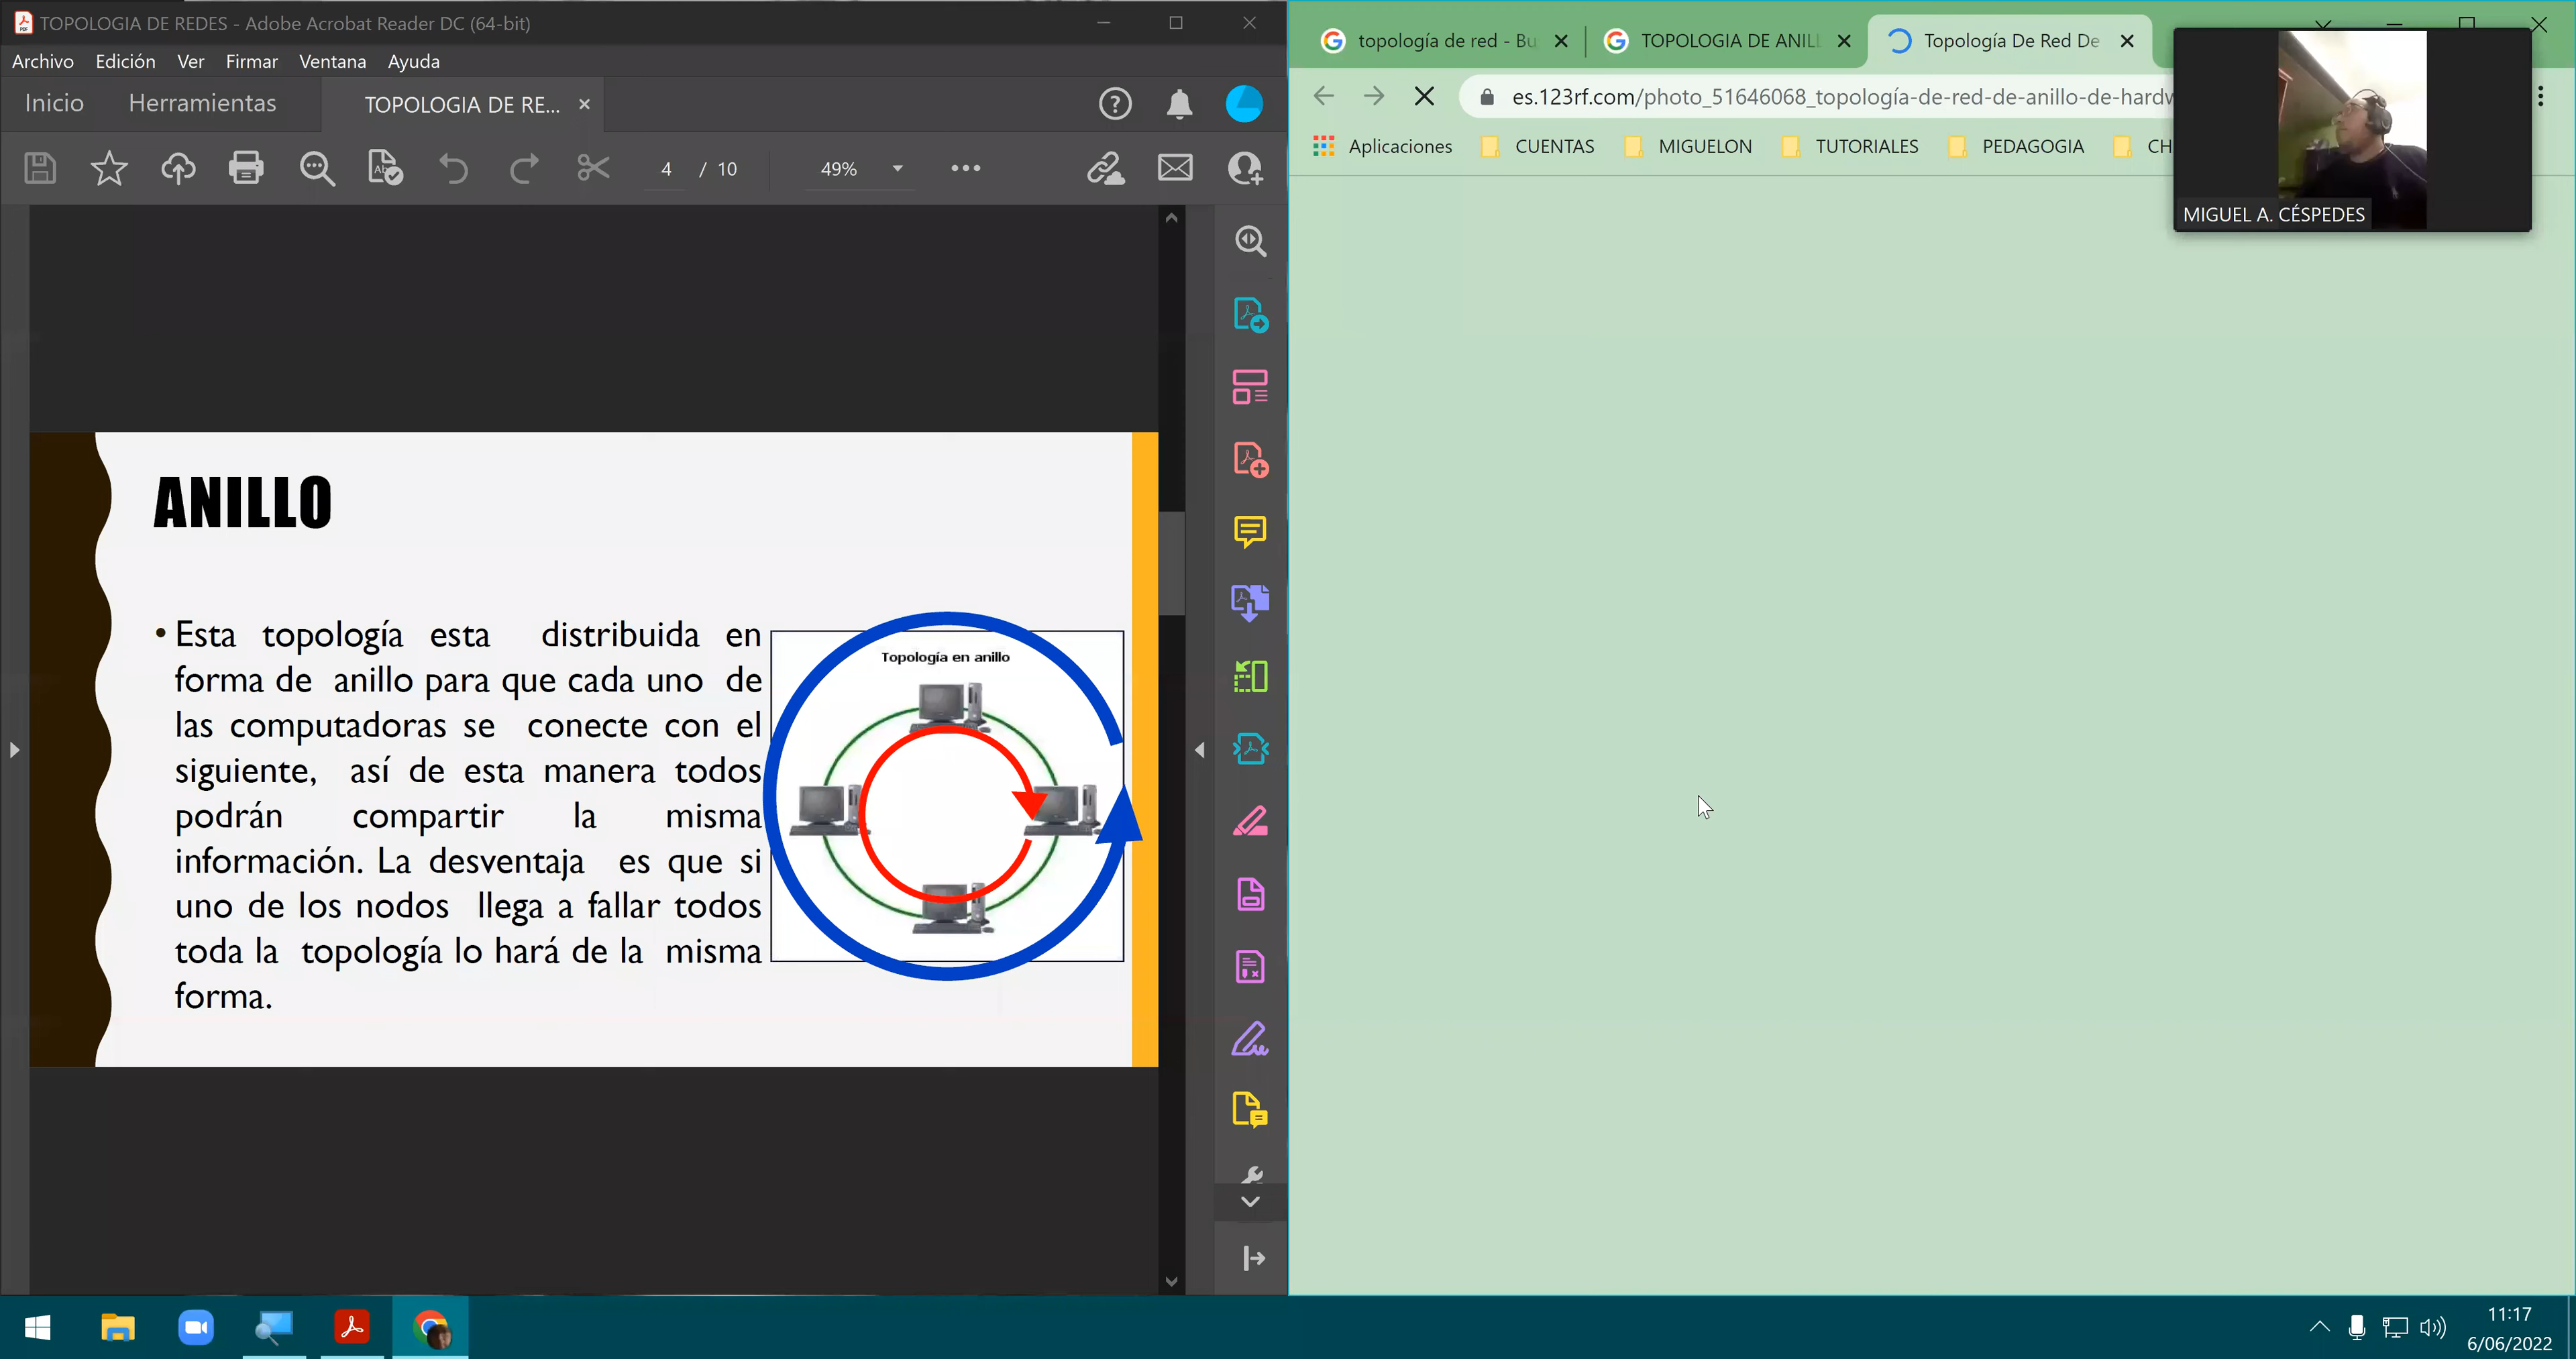 TOPOLOGIA DE REDES - Adobe Acrobat Reader DC (64-bit)
Archivo Edición Ver Firmar Ventana Ayuda
Inicio Herramientas TOPOLOGIA DE RE...
4 / 10 49%
ANILLO
• Esta topología esta distribuida en
forma de anillo para que cada uno de
las computadoras se conecte con el
siguiente, así de esta manera todos
podrán compartir la misma
información. La desventaja es que si
uno de los nodos llega a fallar todos
toda la topología lo hará de la misma
forma.
Topología en anillo
topología de red - Bu
TOPOLOGIA DE ANIL
Topología De Red De
es.123rf.com/photo_51646068_topología-de-red-de-anillo-de-hardw
Aplicaciones CUENTAS MIGUELON TUTORIALES PEDAGOGIA CH
MIGUEL A. CÉSPEDES
11:17
6/06/2022